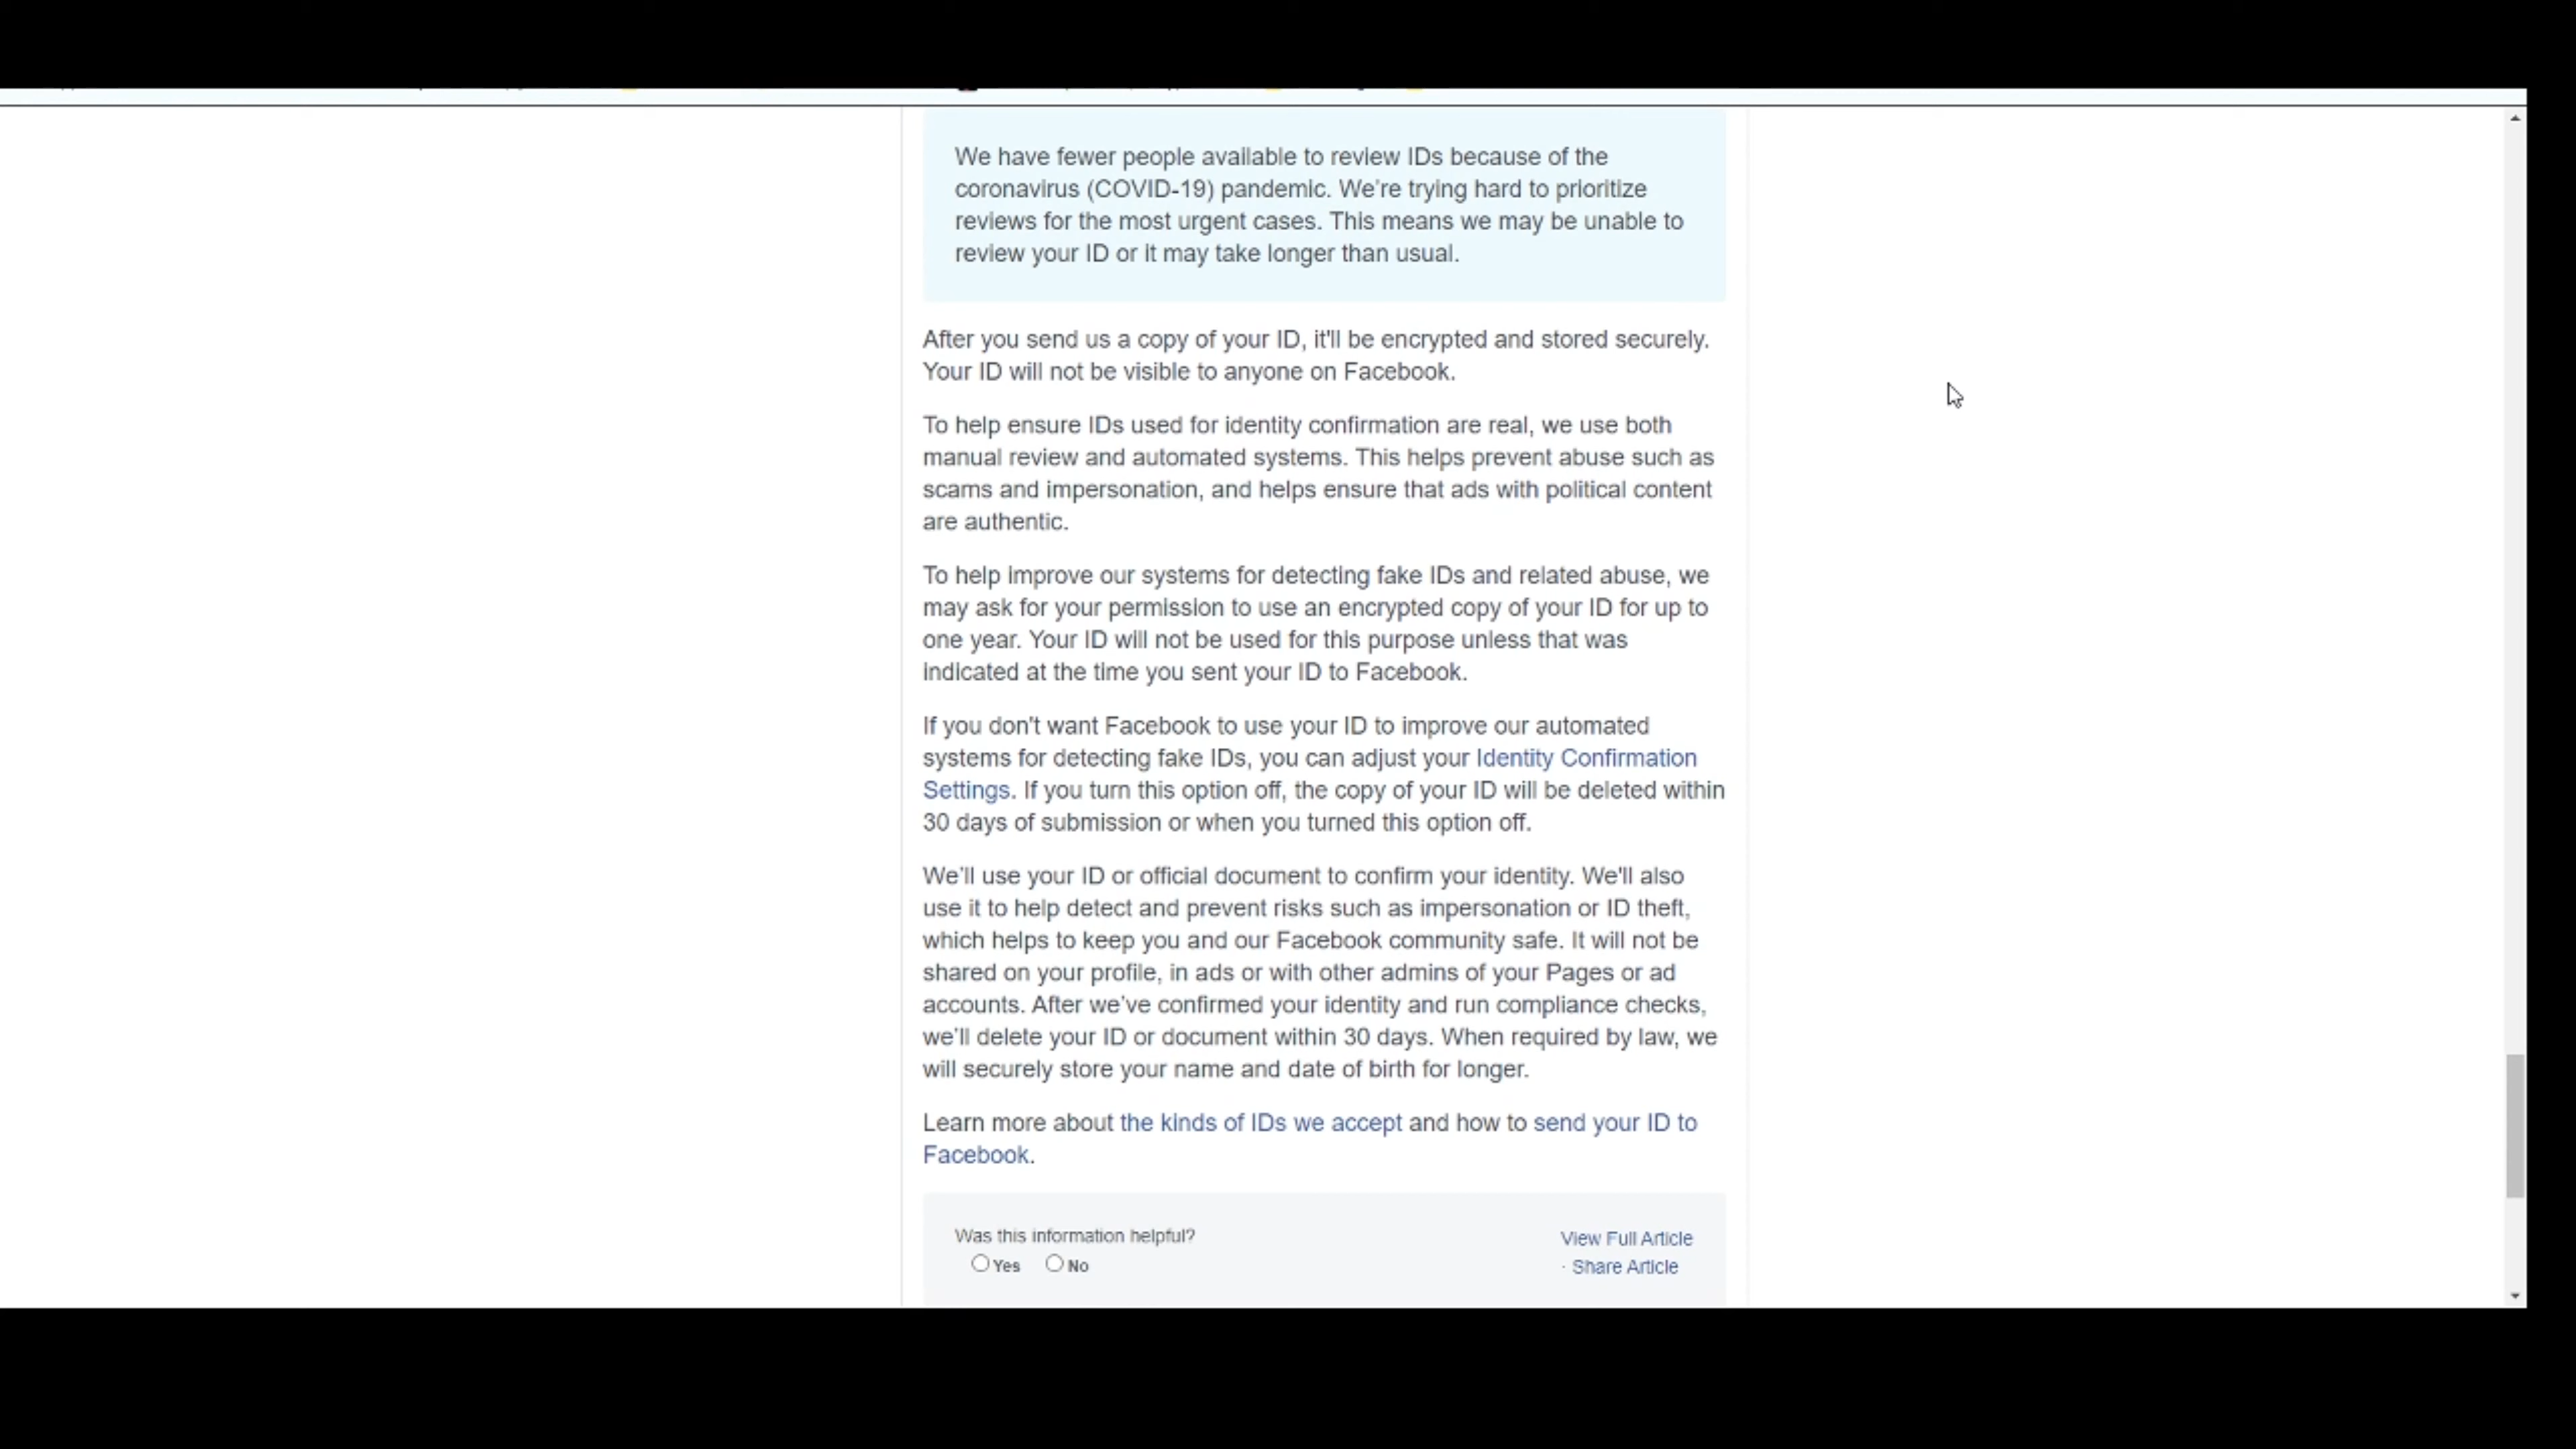 We have fewer people available to review IDs because of the
coronavirus (COVID-19) pandemic. We’re trying hard to prioritize
reviews for the most urgent cases. This means we may be unable to
review your ID or it may take longer than usual.
After you send us a copy of your ID, it'll be encrypted and stored securely.
Your ID will not be visible to anyone on Facebook.
To help ensure IDs used for identity confirmation are real, we use both
manual review and automated systems. This helps prevent abuse such as
scams and impersonation, and helps ensure that ads with political content
are authentic.
To help improve our systems for detecting fake IDs and related abuse, we
may ask for your permission to use an encrypted copy of your ID for up to
one year. Your ID will not be used for this purpose unless that was
indicated at the time you sent your ID to Facebook.
If you don't want Facebook to use your ID to improve our automated
systems for detecting fake IDs, you can adjust your Identity Confirmation
Settings. If you turn this option off, the copy of your ID will be deleted within
30 days of submission or when you turned this option off.
We’ll use your ID or official document to confirm your identity. We'll also
use it to help detect and prevent risks such as impersonation or ID theft,
which helps to keep you and our Facebook community safe. It will not be
shared on your profile, in ads or with other admins of your Pages or ad
accounts. After we’ve confirmed your identity and run compliance checks,
we’ll delete your ID or document within 30 days. When required by law, we
will securely store your name and date of birth for longer.
Learn more about the kinds of IDs we accept and how to send your ID to
Facebook.
Was this information helpful?
Yes No
View Full Article
· Share Article